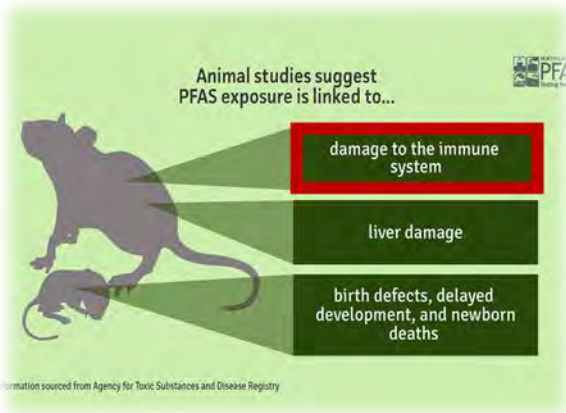 Animal studies suggest
PFAS exposure is linked to...
PFA
damage to the immune
system
liver damage
birth defects, delayed
development, and newborn
deaths
formation sourced from Agency for Toxic Substances and Disease Registry